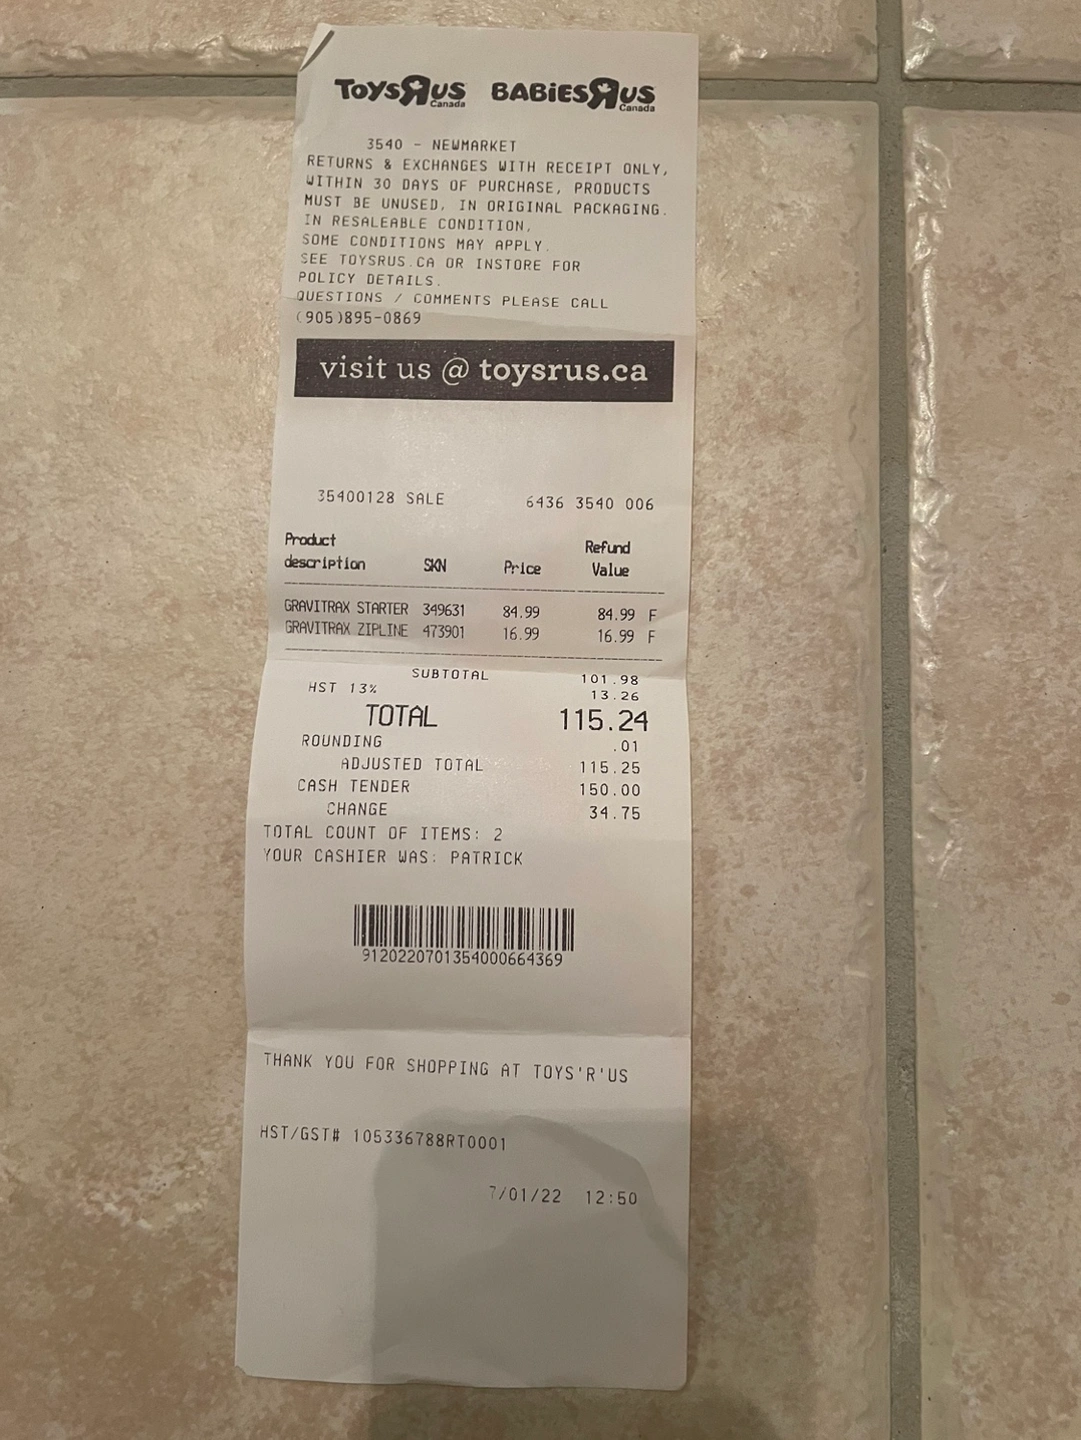 TOYSRUS Canada BABIESRUS Canada
3540 - NEWMARKET
RETURNS & EXCHANGES WITH RECEIPT ONLY,
WITHIN 30 DAYS OF PURCHASE, PRODUCTS
MUST BE UNUSED, IN ORIGINAL PACKAGING.
IN RESALEABLE CONDITION,
SOME CONDITIONS MAY APPLY.
SEE TOYSRUS.CA OR INSTORE FOR
POLICY DETAILS.
QUESTIONS / COMMENTS PLEASE CALL
(905)895-0869
visit us @ toysrus.ca
35400128 SALE 6436 3540 006
Product Refund
description SKN Price Value
GRAVITRAX STARTER 349631 84.99 84.99 F
GRAVITRAX ZIPLINE 473901 16.99 16.99 F
SUBTOTAL 101.98
HST 13% 13.26
TOTAL 115.24
ROUNDING .01
ADJUSTED TOTAL 115.25
CASH TENDER 150.00
CHANGE 34.75
TOTAL COUNT OF ITEMS: 2
YOUR CASHIER WAS: PATRICK
9120220701354000664369
THANK YOU FOR SHOPPING AT TOYS'R'US
HST/GST# 105336788RT0001
7/01/22 12:50